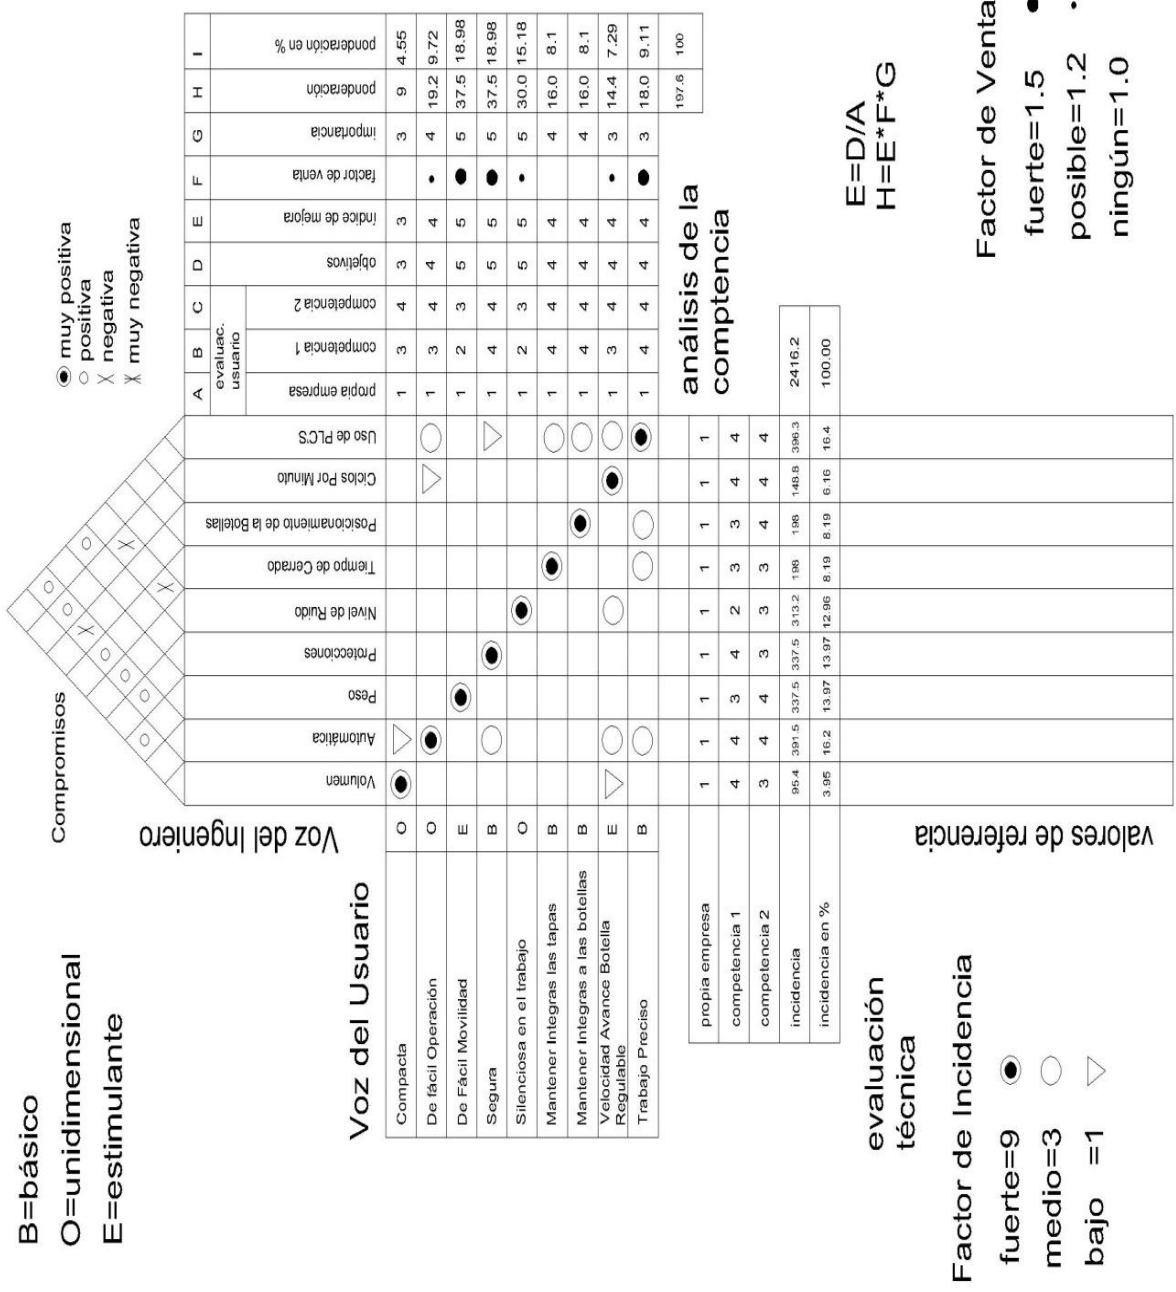 B=básico
O=unidimensional
E=estimulante
Compromisos
muy positiva
positiva
negativa
muy negativa
Voz del Usuario
Voz del Ingeniero
Volumen
Automática
Peso
Protecciones
Nivel de Ruido
Tiempo de Cerrado
Posicionamiento de la Botellas
Ciclos Por Minuto
Uso de PLC'S
A B C D E F G H I
evaluac. usuario
propia empresa
competencia 1
competencia 2
objetivos
índice de mejora
factor de venta
importancia
ponderación
ponderación en %
Compacta O 1 3 4 3 3 3 9 4.55
De fácil Operación O 1 3 4 4 4 4 19.2 9.72
De Fácil Movilidad E 1 2 3 5 5 5 37.5 18.98
Segura B 1 4 4 5 5 5 37.5 18.98
Silenciosa en el trabajo O 1 2 3 5 5 5 30.0 15.18
Mantener Integras las tapas B 1 4 4 4 4 4 16.0 8.1
Mantener Integras a las botellas B 1 4 4 4 4 4 16.0 8.1
Velocidad Avance Botella Regulable E 1 3 4 4 4 3 14.4 7.29
Trabajo Preciso B 1 4 4 4 4 3 18.0 9.11
197.6 100
propia empresa 1 1 1 1 1 1 1 1 1
competencia 1 4 4 3 4 2 3 3 4 4
competencia 2 3 4 4 3 3 3 4 4 4
incidencia 95.4 391.5 337.5 337.5 313.2 198 198 148.8 396.3 2416.2
incidencia en % 3.95 16.2 13.97 13.97 12.96 8.19 8.19 6.16 16.4 100.00
análisis de la
comptencia
evaluación
técnica
valores de referencia
E=D/A
H=E*F*G
Factor de Incidencia
fuerte=9
medio=3
bajo =1
Factor de Venta
fuerte=1.5
posible=1.2
ningún=1.0